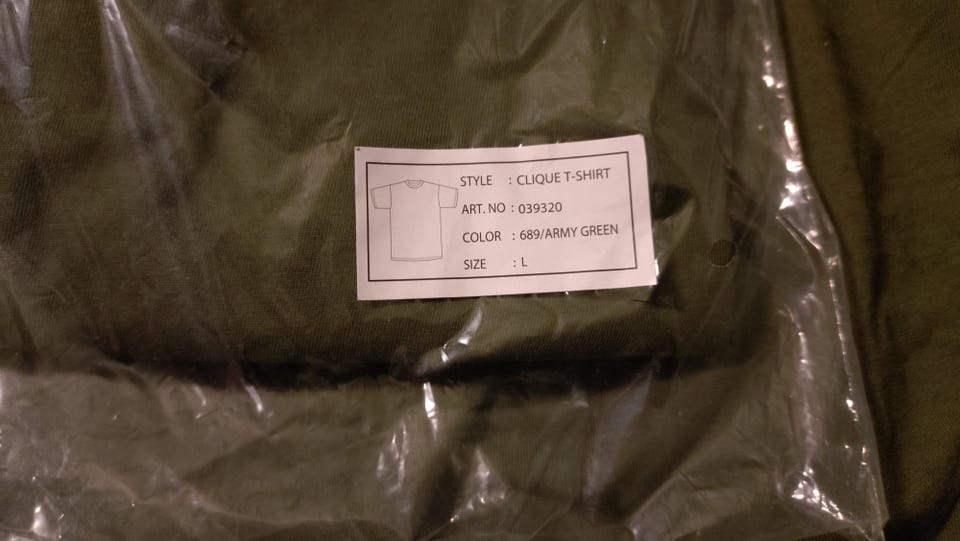 STYLE : CLIQUE T-SHIRT
ART. NO : 039320
COLOR : 689/ARMY GREEN
SIZE : L